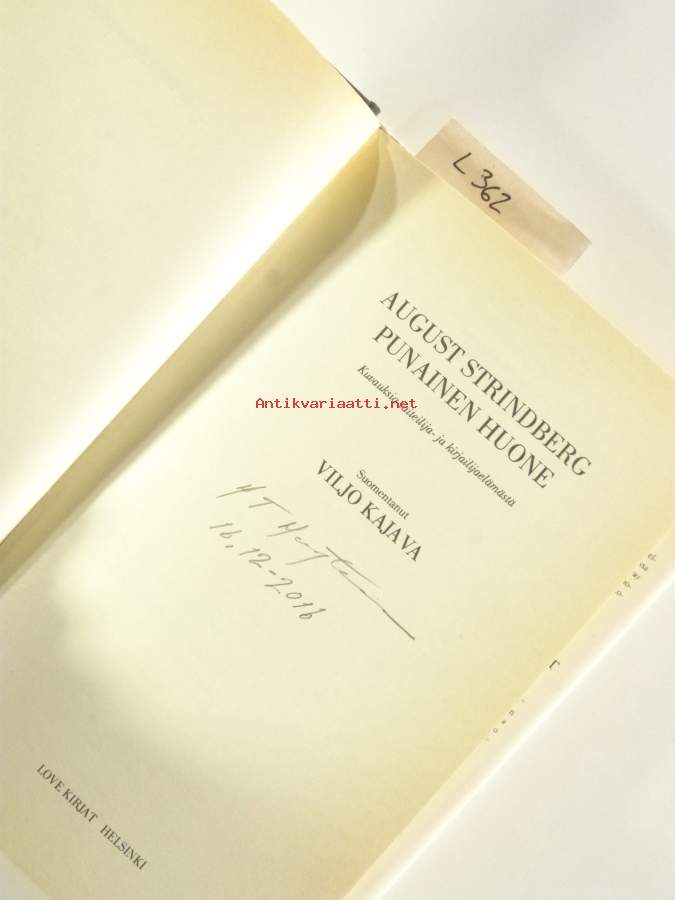 L 362
AUGUST STRINDBERG
PUNAINEN HUONE
Kuvauksia taiteilija- ja kirjailijaelämästä
Antikvariaatti.net
Suomentanut
VILJO KAJAVA
16.12-2016
LOVE KIRJAT HELSINKI